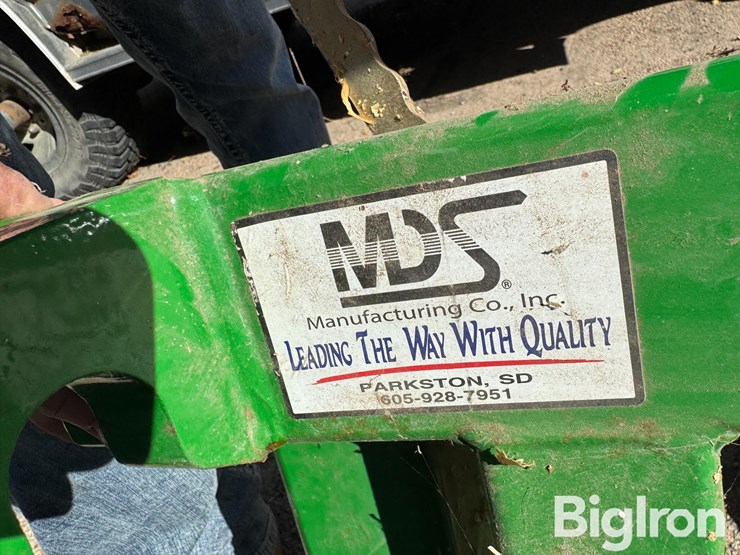 MDS®
Manufacturing Co., Inc.
LEADING THE WAY WITH QUALITY
PARKSTON, SD
605-928-7951
BigIron